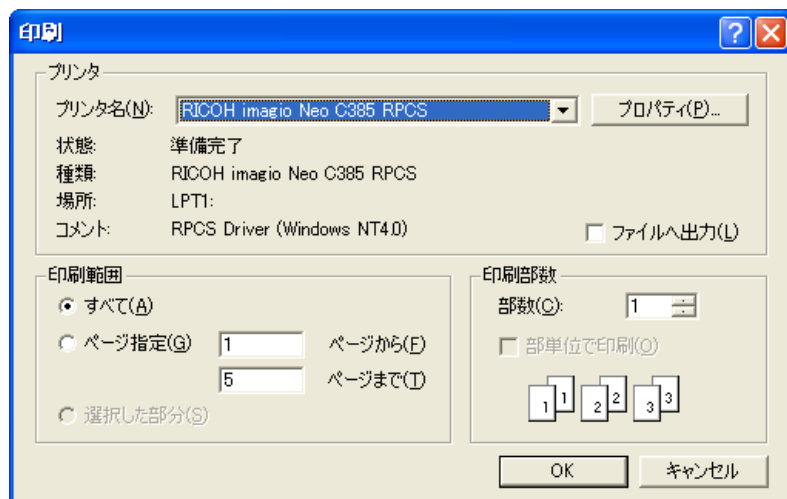 印刷
プリンタ
プリンタ名(N): RICOH imagio Neo C385 RPCS プロパティ(P)...
状態: 準備完了
種類: RICOH imagio Neo C385 RPCS
場所: LPT1:
コメント: RPCS Driver (Windows NT4.0) ファイルへ出力(L)
印刷範囲
すべて(A)
ページ指定(G) 1 ページから(F)
5 ページまで(T)
選択した部分(S)
印刷部数
部数(C): 1
部単位で印刷(O)
1 1 2 2 3 3
OK キャンセル